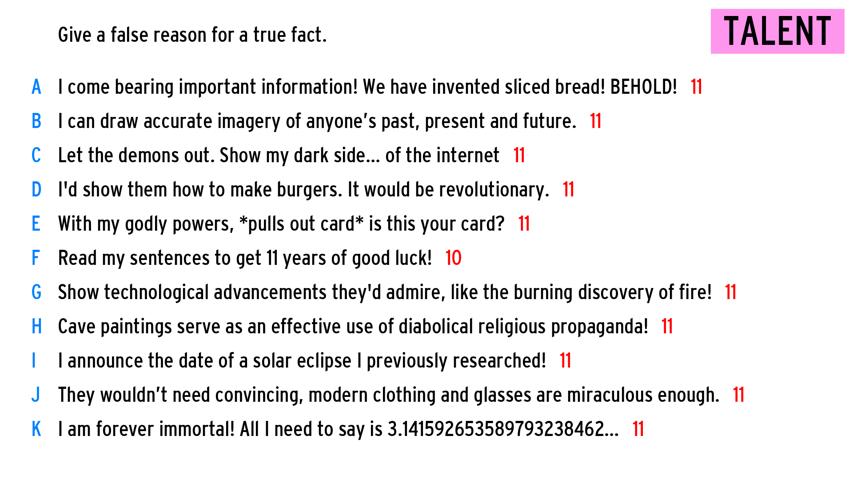 Give a false reason for a true fact.
TALENT
A I come bearing important information! We have invented sliced bread! BEHOLD! 11
B I can draw accurate imagery of anyone's past, present and future. 11
C Let the demons out. Show my dark side... of the internet 11
D I'd show them how to make burgers. It would be revolutionary. 11
E With my godly powers, *pulls out card* is this your card? 11
F Read my sentences to get 11 years of good luck! 10
G Show technological advancements they'd admire, like the burning discovery of fire! 11
H Cave paintings serve as an effective use of diabolical religious propaganda! 11
I I announce the date of a solar eclipse I previously researched! 11
J They wouldn't need convincing, modern clothing and glasses are miraculous enough. 11
K I am forever immortal! All I need to say is 3.141592653589793238462... 11